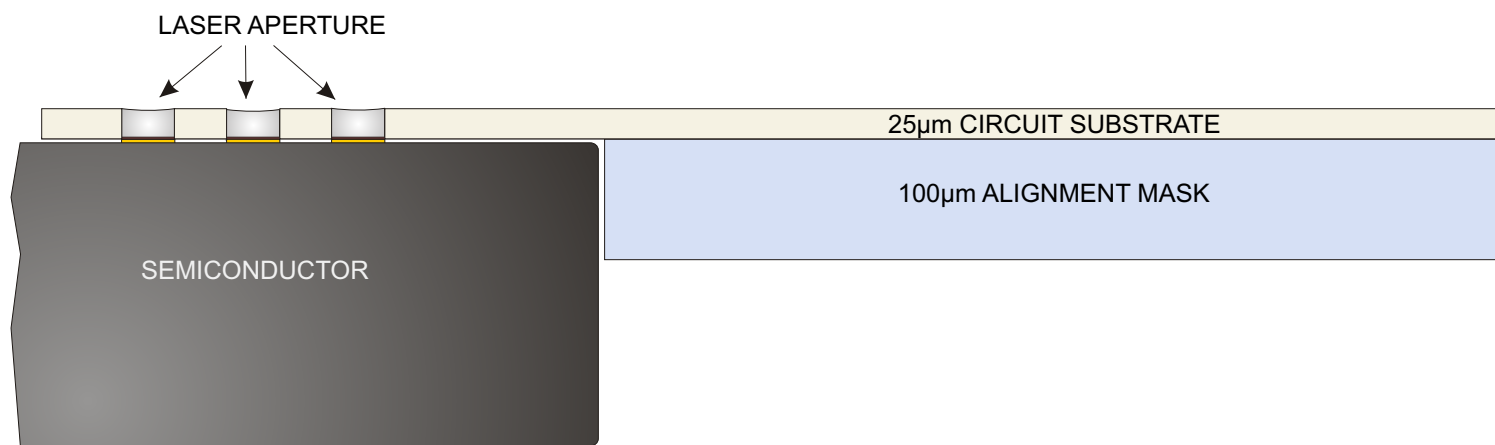 LASER APERTURE
25µm CIRCUIT SUBSTRATE
100µm ALIGNMENT MASK
SEMICONDUCTOR